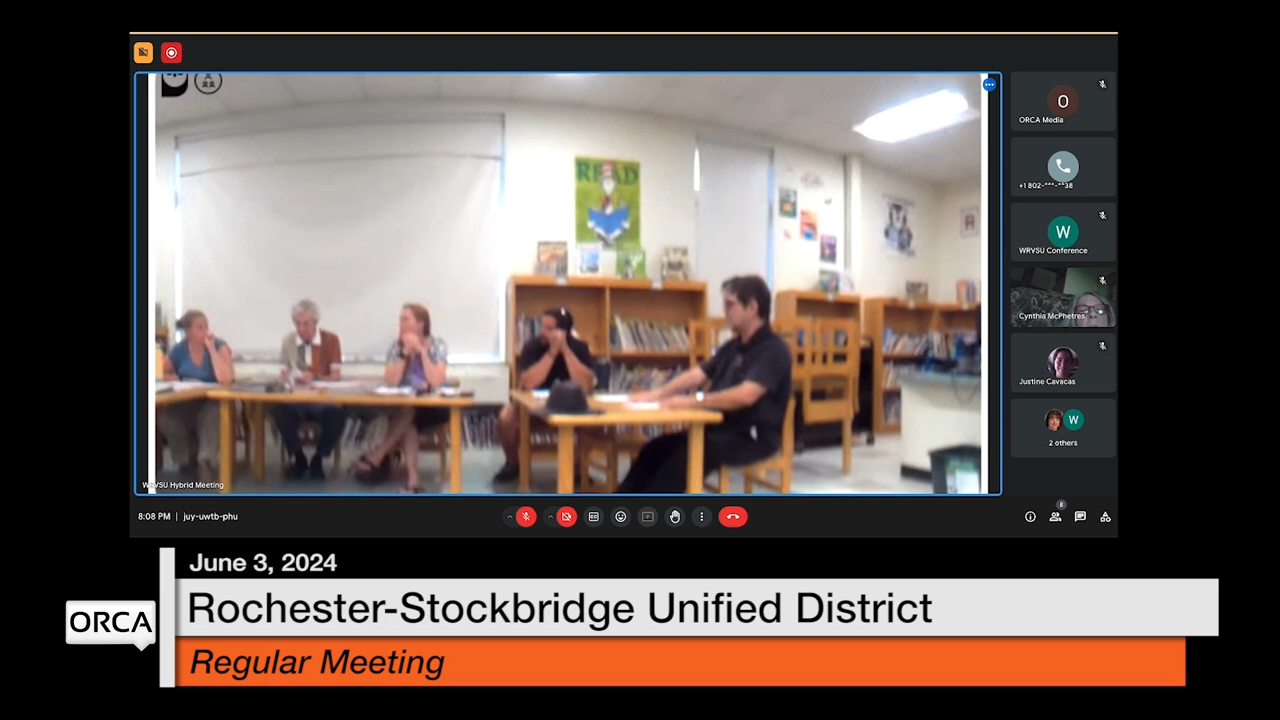 READ
O
ORCA Media
+1 802-***-**38
W
WRVSU Conference
Cynthia McPhetres
Justine Cavacas
W
2 others
WRVSU Hybrid Meeting
8:08 PM | juy-uwtb-phu
8
June 3, 2024
Rochester-Stockbridge Unified District
ORCA
Regular Meeting